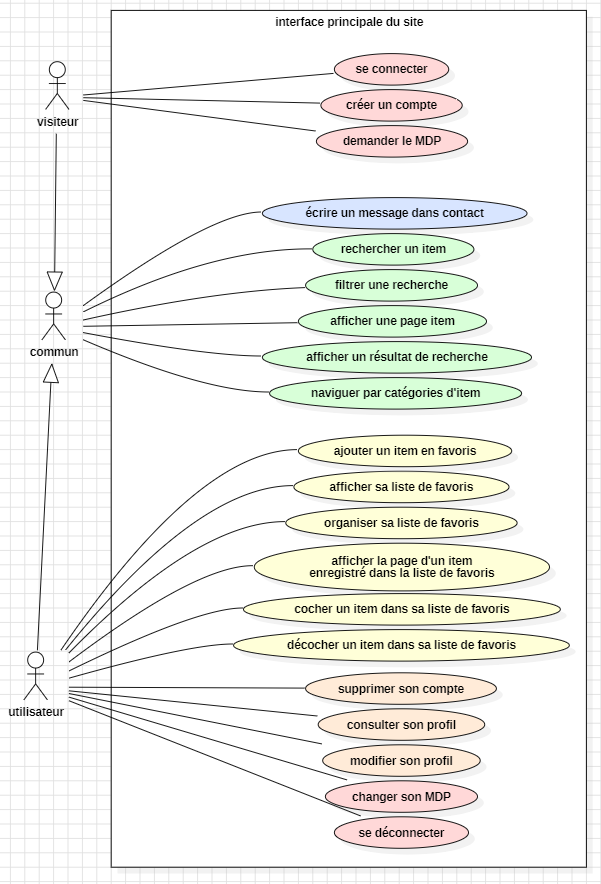 interface principale du site
se connecter
créer un compte
demander le MDP
visiteur
écrire un message dans contact
rechercher un item
filtrer une recherche
afficher une page item
afficher un résultat de recherche
naviguer par catégories d'item
commun
ajouter un item en favoris
afficher sa liste de favoris
organiser sa liste de favoris
afficher la page d'un item
enregistré dans la liste de favoris
cocher un item dans sa liste de favoris
décocher un item dans sa liste de favoris
utilisateur
supprimer son compte
consulter son profil
modifier son profil
changer son MDP
se déconnecter